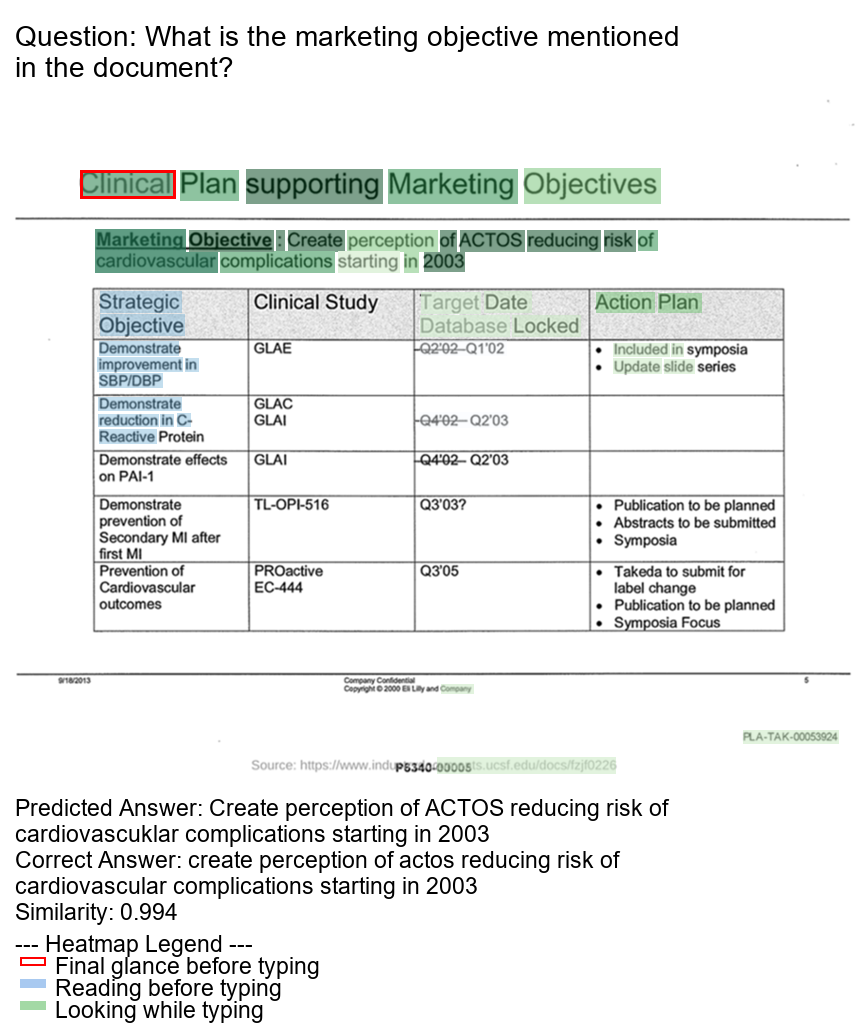 Question: What is the marketing objective mentioned
in the document?
Clinical Plan supporting Marketing Objectives
Marketing Objective : Create perception of ACTOS reducing risk of
cardiovascular complications starting in 2003
Strategic Objective Clinical Study Target Date Database Locked Action Plan
Demonstrate improvement in SBP/DBP GLAE Q2'02 Q1'02 • Included in symposia
• Update slide series
Demonstrate reduction in C-Reactive Protein GLAC GLAI Q4'02 Q2'03
Demonstrate effects on PAI-1 GLAI Q4'02 Q2'03
Demonstrate prevention of Secondary MI after first MI TL-OPI-516 Q3'03? • Publication to be planned
• Abstracts to be submitted
• Symposia
Prevention of Cardiovascular outcomes PROactive EC-444 Q3'05 • Takeda to submit for label change
• Publication to be planned
• Symposia Focus
9/18/2013 Company Confidential 5
Copyright © 2000 Eli Lilly and Company
PLA-TAK-00053924
Source: https://www.indu ts.ucsf.edu/docs/fzjf0226
P6340-00005
Predicted Answer: Create perception of ACTOS reducing risk of
cardiovascuklar complications starting in 2003
Correct Answer: create perception of actos reducing risk of
cardiovascular complications starting in 2003
Similarity: 0.994
--- Heatmap Legend ---
Final glance before typing
Reading before typing
Looking while typing